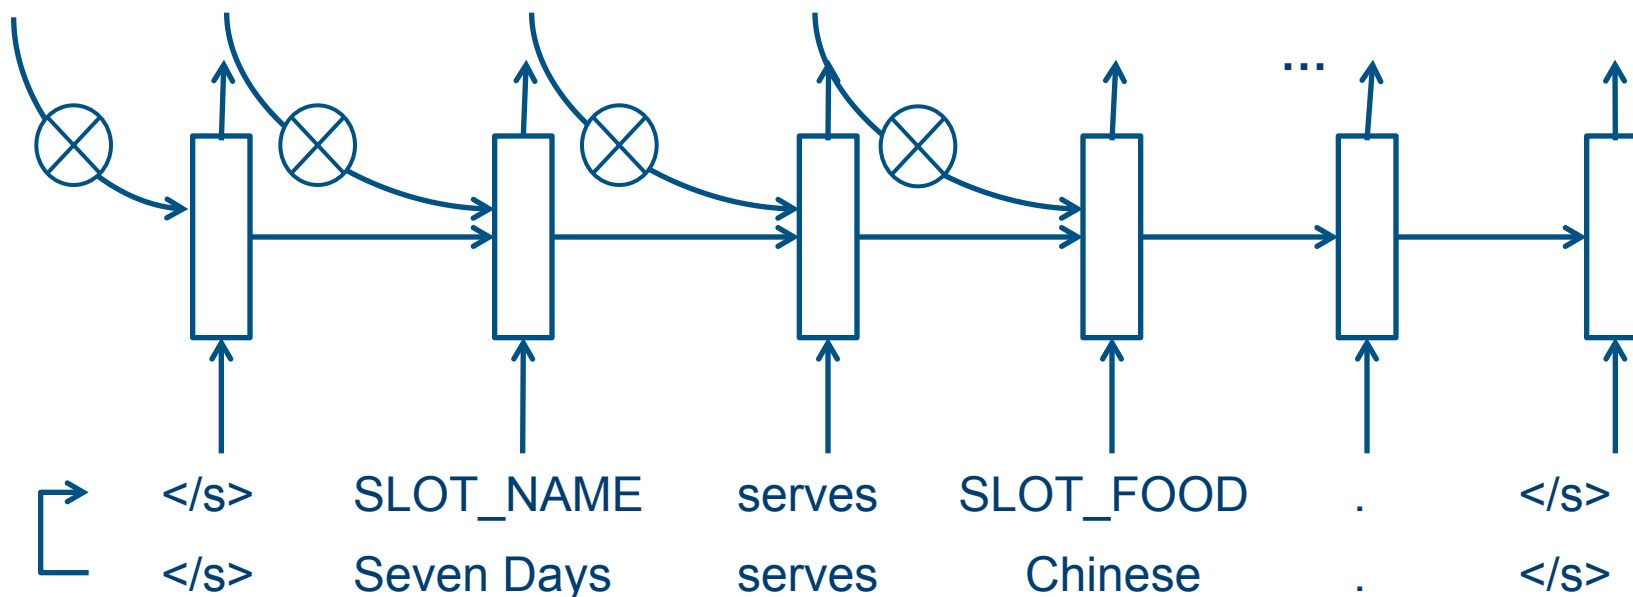 ...
</s> SLOT_NAME serves SLOT_FOOD . </s>
</s> Seven Days serves Chinese . </s>